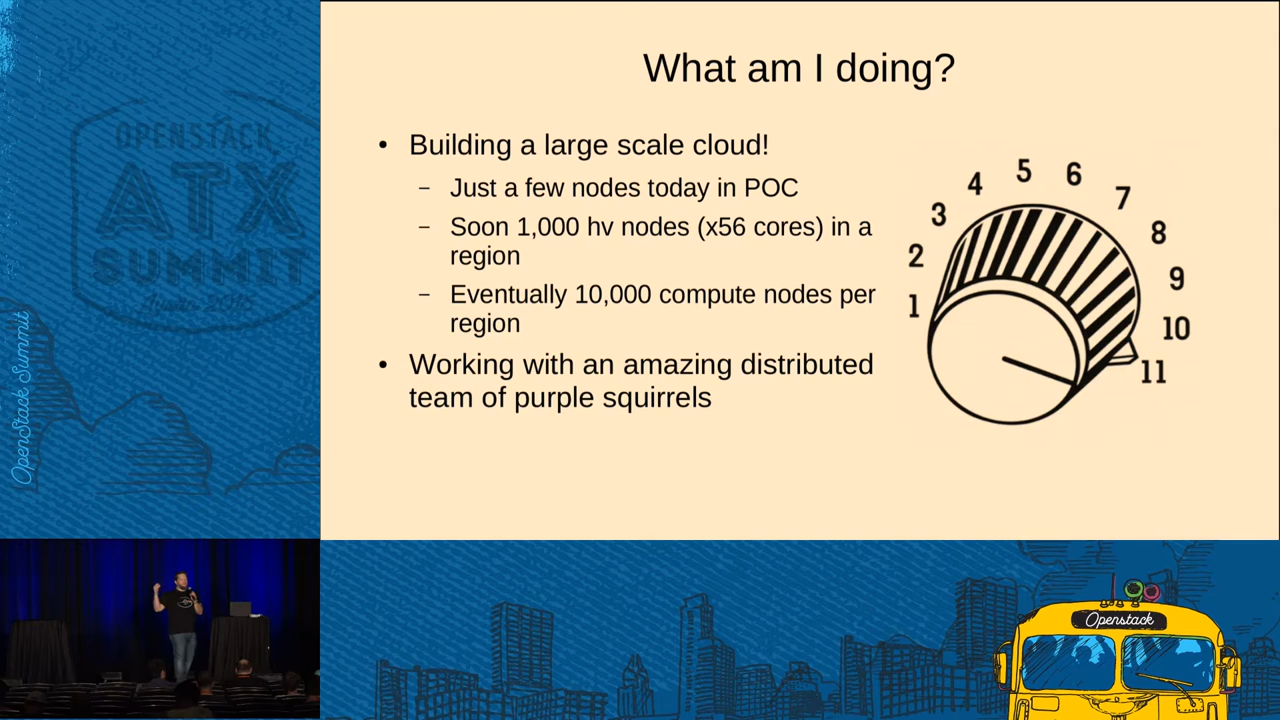 What am I doing?
• Building a large scale cloud!
– Just a few nodes today in POC
– Soon 1,000 hv nodes (x56 cores) in a
region
– Eventually 10,000 compute nodes per
region
• Working with an amazing distributed
team of purple squirrels
1
2
3
4
5
6
7
8
9
10
11
OPENSTACK
ATX
SUMMIT
OpenStack Summit
Openstack